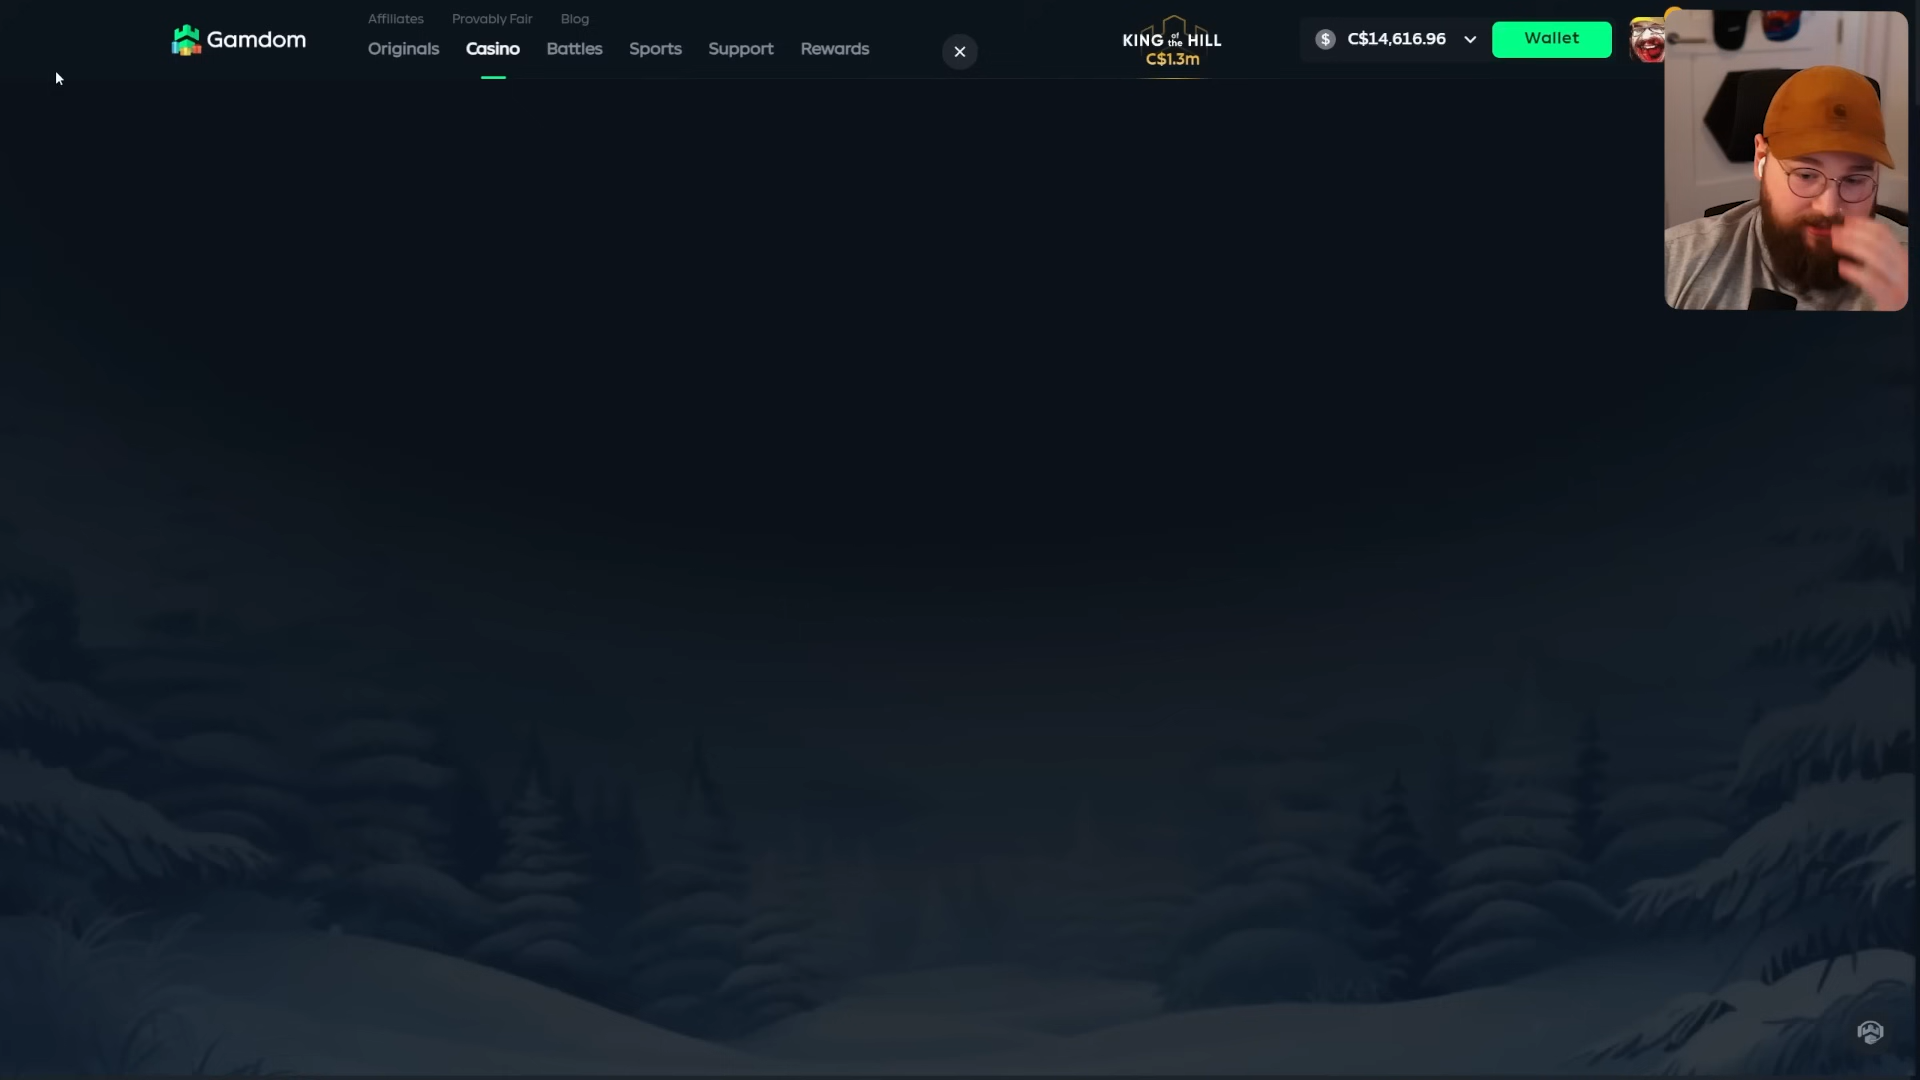 Affiliates Provably Fair Blog
Gamdom
Originals Casino Battles Sports Support Rewards
KING of the HILL
C$1.3m
$ C$14,616.96
Wallet